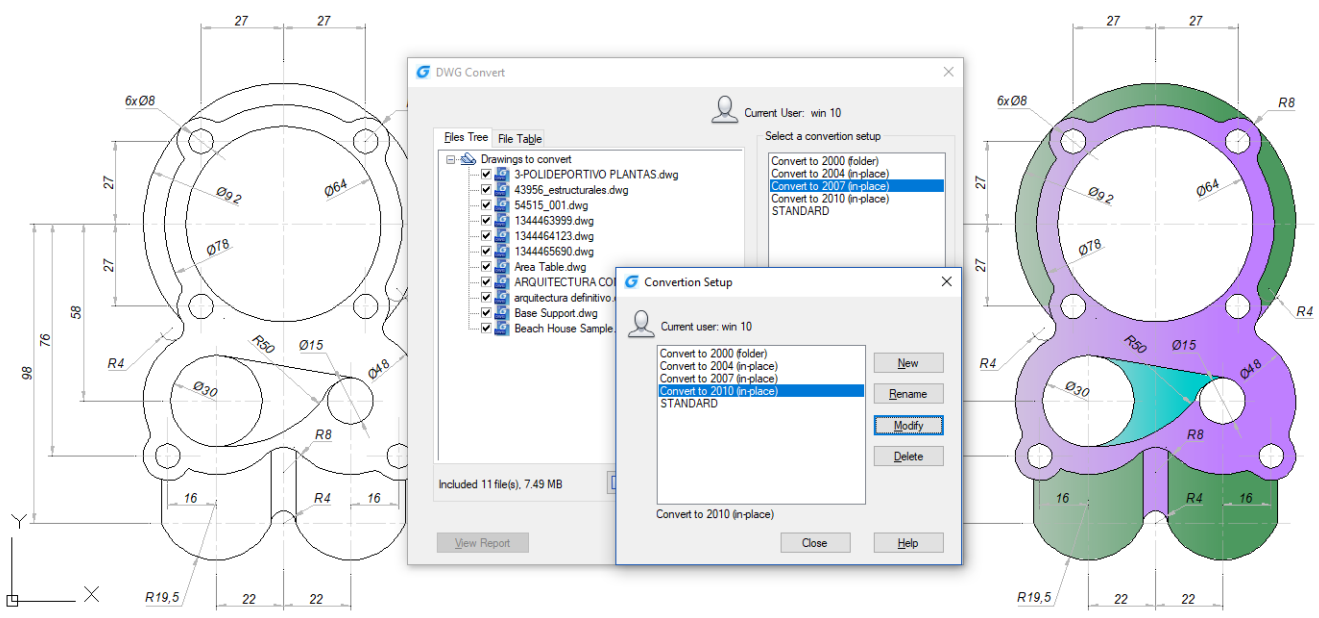 27
27
6xØ8
27
Ø92
Ø64
Ø78
27
58
76
98
R4
R50
Ø15
Ø48
Ø30
R8
16
R4
16
Y
X
R19,5
22
22
DWG Convert
Current User: win 10
Files Tree
File Table
Drawings to convert
3-POLIDEPORTIVO PLANTAS.dwg
43956_estructurales.dwg
54515_001.dwg
1344463999.dwg
1344464123.dwg
1344465690.dwg
Area Table.dwg
ARQUITECTURA CO
arquitectura definitivo.
Base Support.dwg
Beach House Sample.
Included 11 file(s), 7.49 MB
View Report
Select a convertion setup
Convert to 2000 (folder)
Convert to 2004 (in-place)
Convert to 2007 (in-place)
Convert to 2010 (in-place)
STANDARD
Convertion Setup
Current user: win 10
Convert to 2000 (folder)
Convert to 2004 (in-place)
Convert to 2007 (in-place)
Convert to 2010 (in-place)
STANDARD
New
Rename
Modify
Delete
Convert to 2010 (in-place)
Close
Help
27
27
6xØ8
R8
27
Ø92
Ø64
Ø78
27
R4
R50
Ø15
R4
Ø48
Ø30
R8
16
R4
16
R19,5
22
22